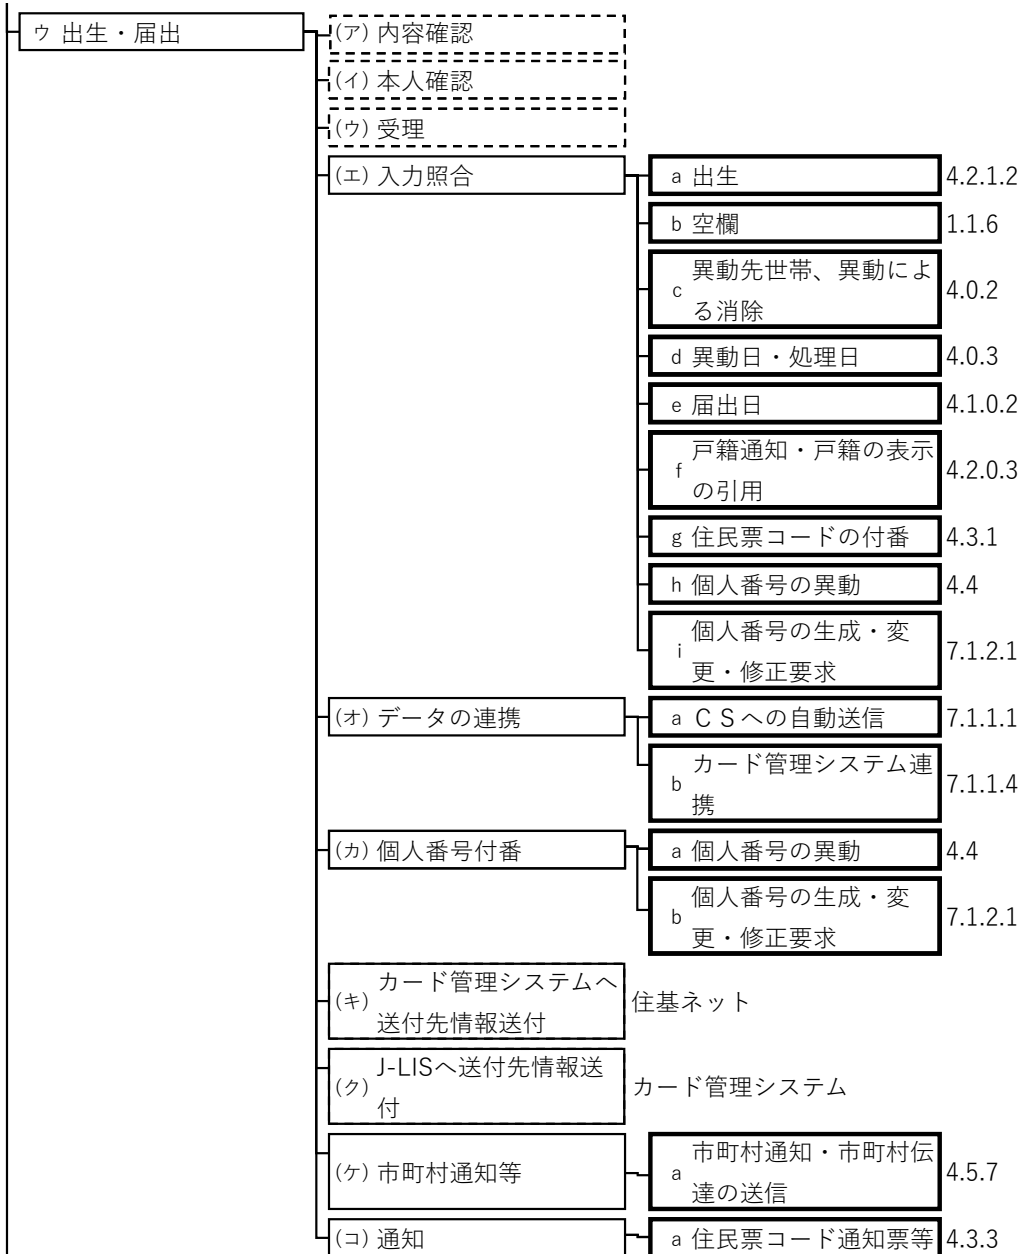 ウ 出生・届出
(ア) 内容確認
(イ) 本人確認
(ウ) 受理
(エ) 入力照合
a 出生 4.2.1.2
b 空欄 1.1.6
c 異動先世帯、異動によ
る消除 4.0.2
d 異動日・処理日 4.0.3
e 届出日 4.1.0.2
f 戸籍通知・戸籍の表示
の引用 4.2.0.3
g 住民票コードの付番 4.3.1
h 個人番号の異動 4.4
i 個人番号の生成・変
更・修正要求 7.1.2.1
(オ) データの連携
a ＣＳへの自動送信 7.1.1.1
b カード管理システム連
携 7.1.1.4
(カ) 個人番号付番
a 個人番号の異動 4.4
b 個人番号の生成・変
更・修正要求 7.1.2.1
(キ) カード管理システムへ
送付先情報送付 住基ネット
(ク) J-LISへ送付先情報送
付 カード管理システム
(ケ) 市町村通知等
a 市町村通知・市町村伝
達の送信 4.5.7
(コ) 通知
a 住民票コード通知票等 4.3.3